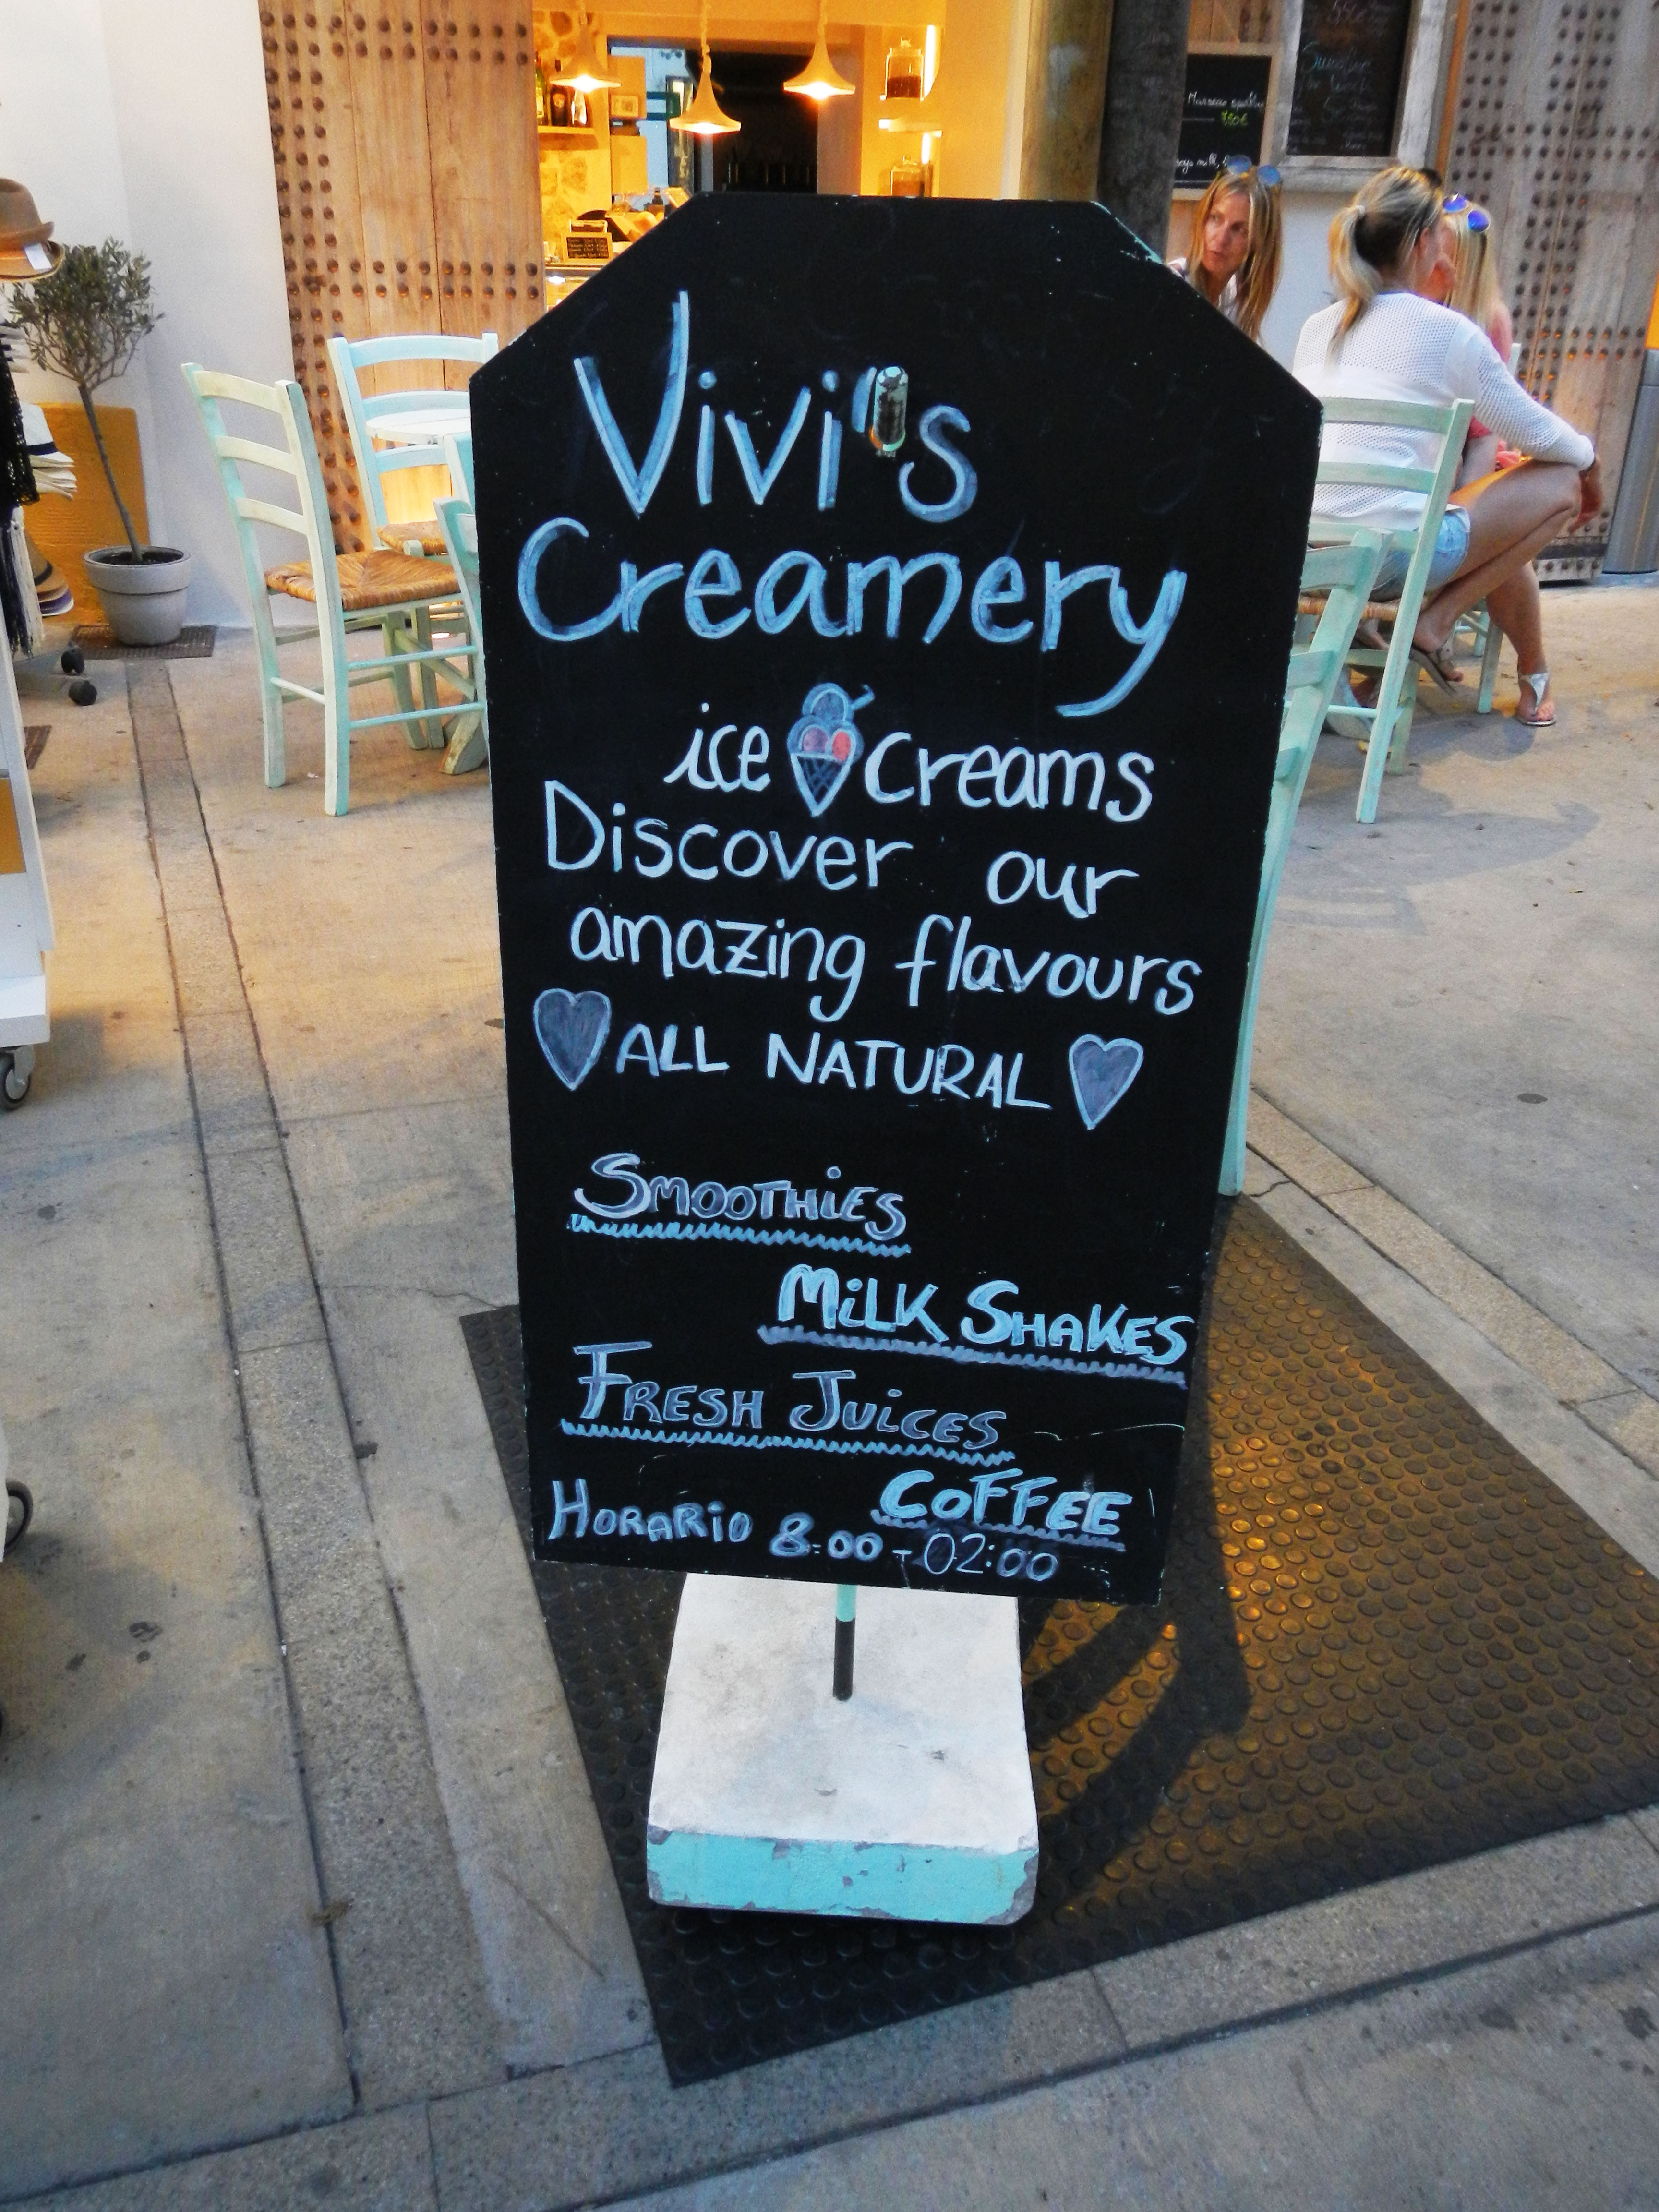 Vivi's
Creamery
ice creams
Discover our
amazing flavours
ALL NATURAL
SMOOTHiES
MiLK SHAKES
FRESH JUiCES
COFFEE
HORARiO 8:00 - 02:00